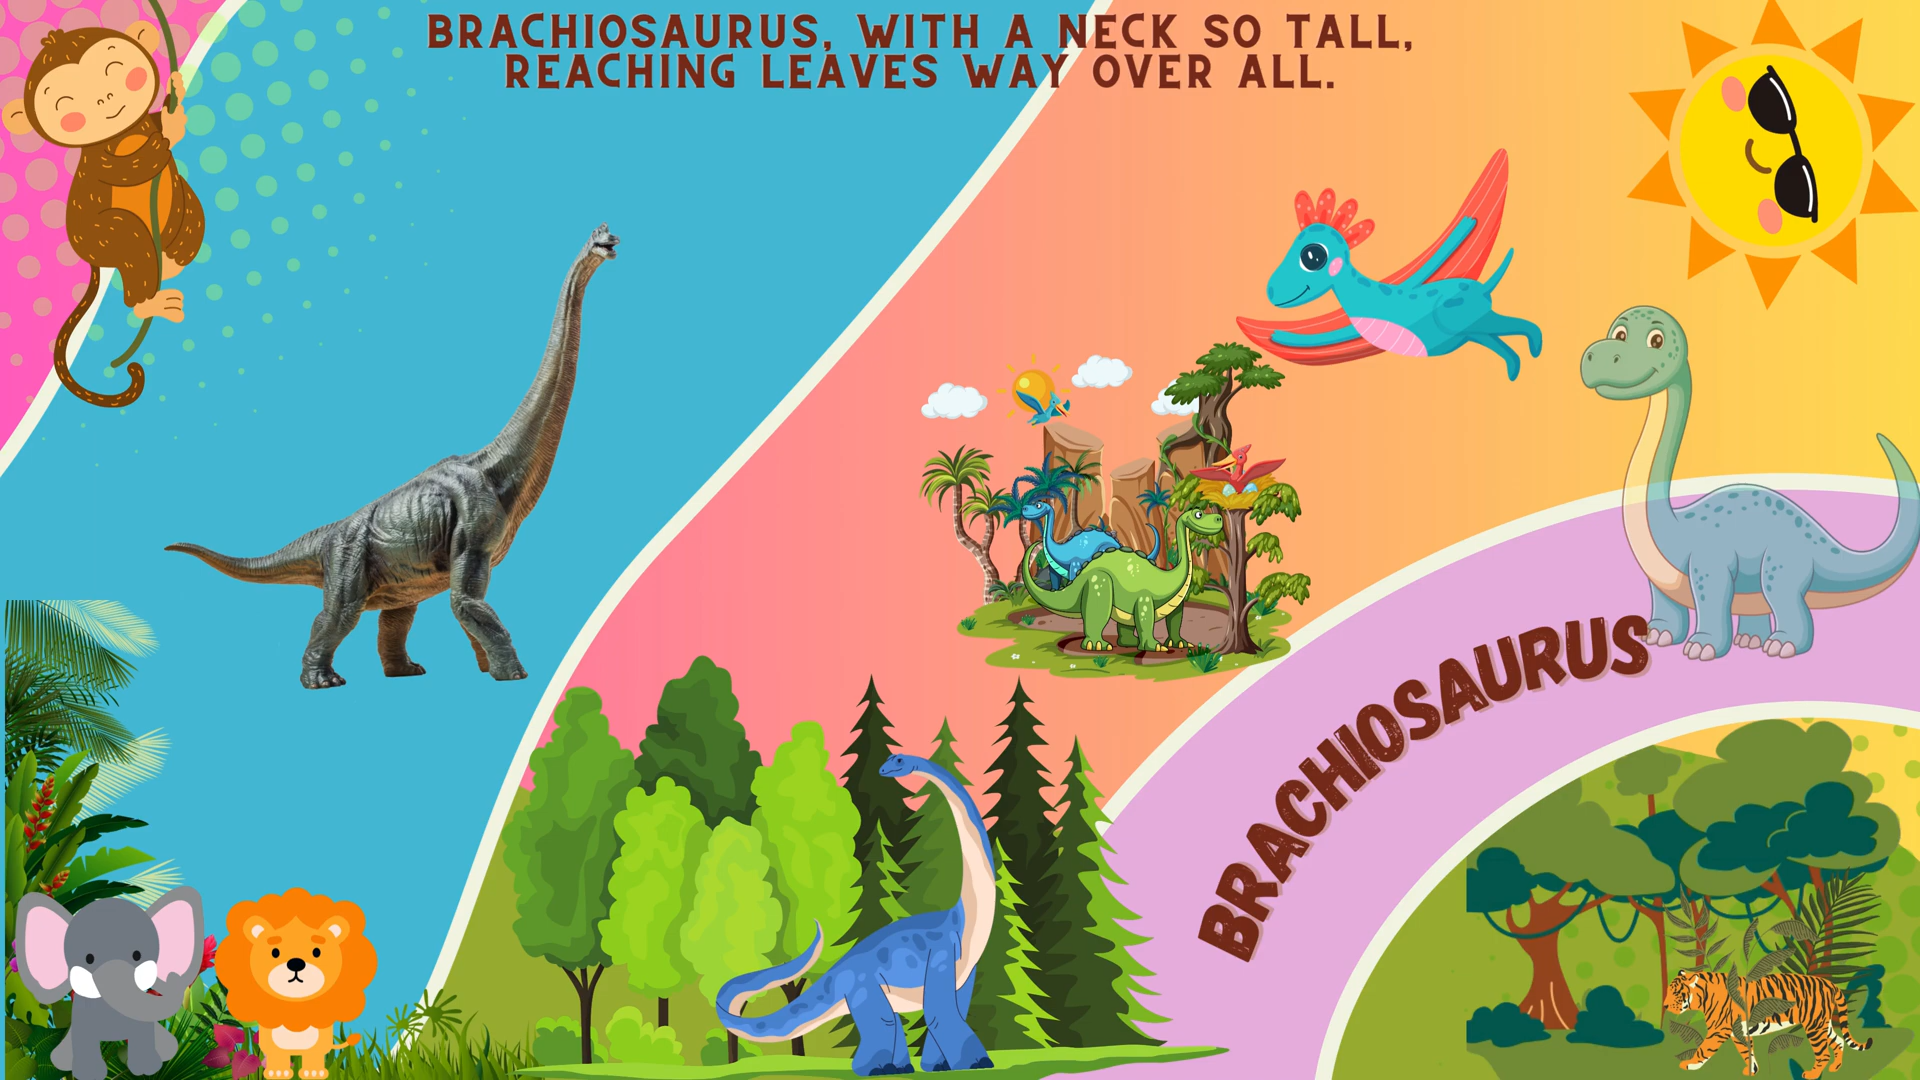 BRACHIOSAURUS, WITH A NECK SO TALL,
REACHING LEAVES WAY OVER ALL.
BRACHIOSAURUS